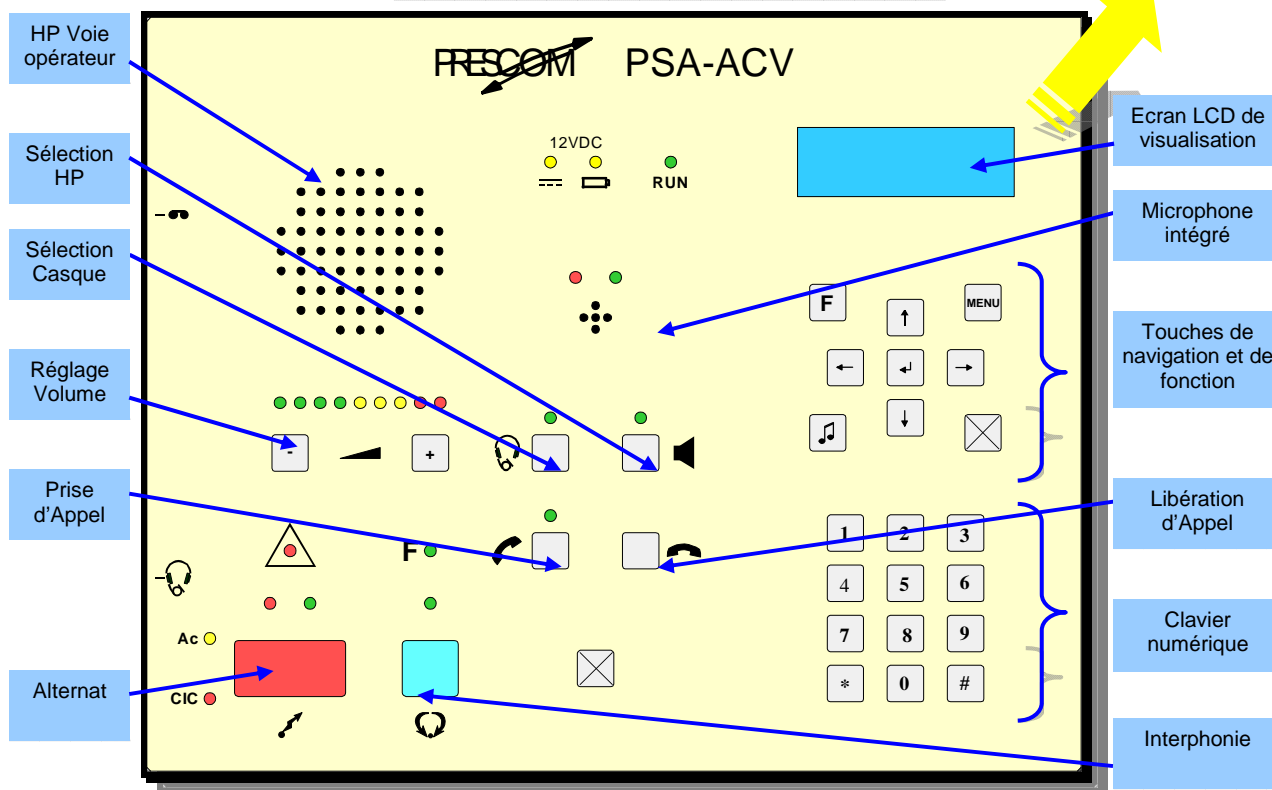 HP Voie
opérateur
Sélection
HP
Sélection
Casque
Réglage
Volume
Prise
d’Appel
Alternat
PRESCOM PSA-ACV
12VDC
RUN
F
MENU
-
+
F
Ac
CIC
1 2 3
4 5 6
7 8 9
* 0 #
Ecran LCD de
visualisation
Microphone
intégré
Touches de
navigation et de
fonction
Libération
d’Appel
Clavier
numérique
Interphonie